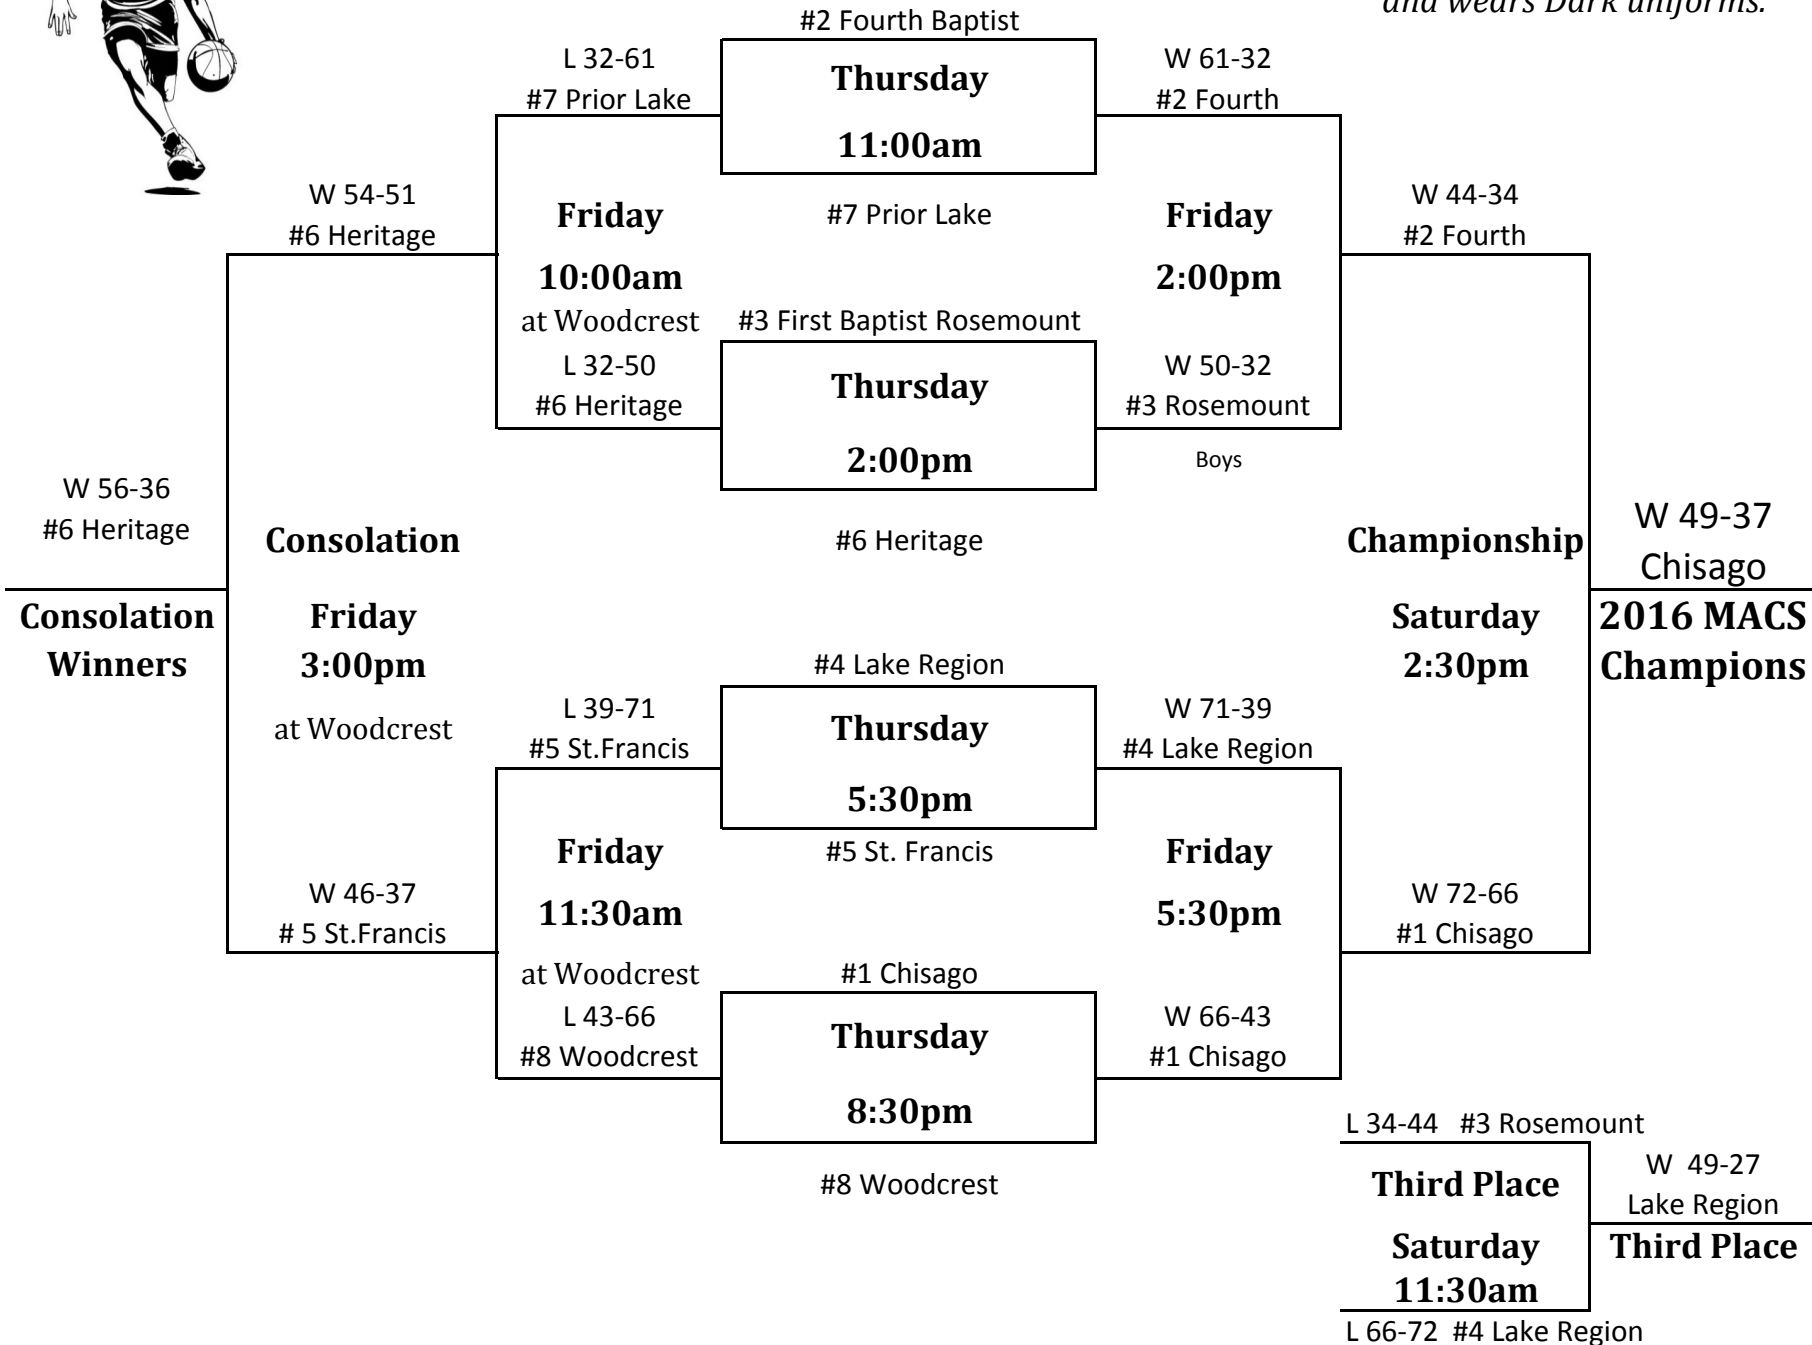 and wears Dark uniforms.
#2 Fourth Baptist
L 32-61
#7 Prior Lake
Thursday
11:00am
W 61-32
#2 Fourth
W 54-51
#6 Heritage
Friday
10:00am
at Woodcrest
#7 Prior Lake
Friday
2:00pm
W 44-34
#2 Fourth
#3 First Baptist Rosemount
L 32-50
#6 Heritage
Thursday
2:00pm
W 50-32
#3 Rosemount
Boys
#6 Heritage
W 56-36
#6 Heritage
Consolation
Winners
Consolation
Friday
3:00pm
at Woodcrest
Championship
Saturday
2:30pm
W 49-37
Chisago
2016 MACS
Champions
#4 Lake Region
L 39-71
#5 St.Francis
Thursday
5:30pm
W 71-39
#4 Lake Region
#5 St. Francis
W 46-37
# 5 St.Francis
Friday
11:30am
at Woodcrest
Friday
5:30pm
W 72-66
#1 Chisago
#1 Chisago
L 43-66
#8 Woodcrest
Thursday
8:30pm
W 66-43
#1 Chisago
#8 Woodcrest
L 34-44 #3 Rosemount
Third Place
Saturday
11:30am
L 66-72 #4 Lake Region
W 49-27
Lake Region
Third Place